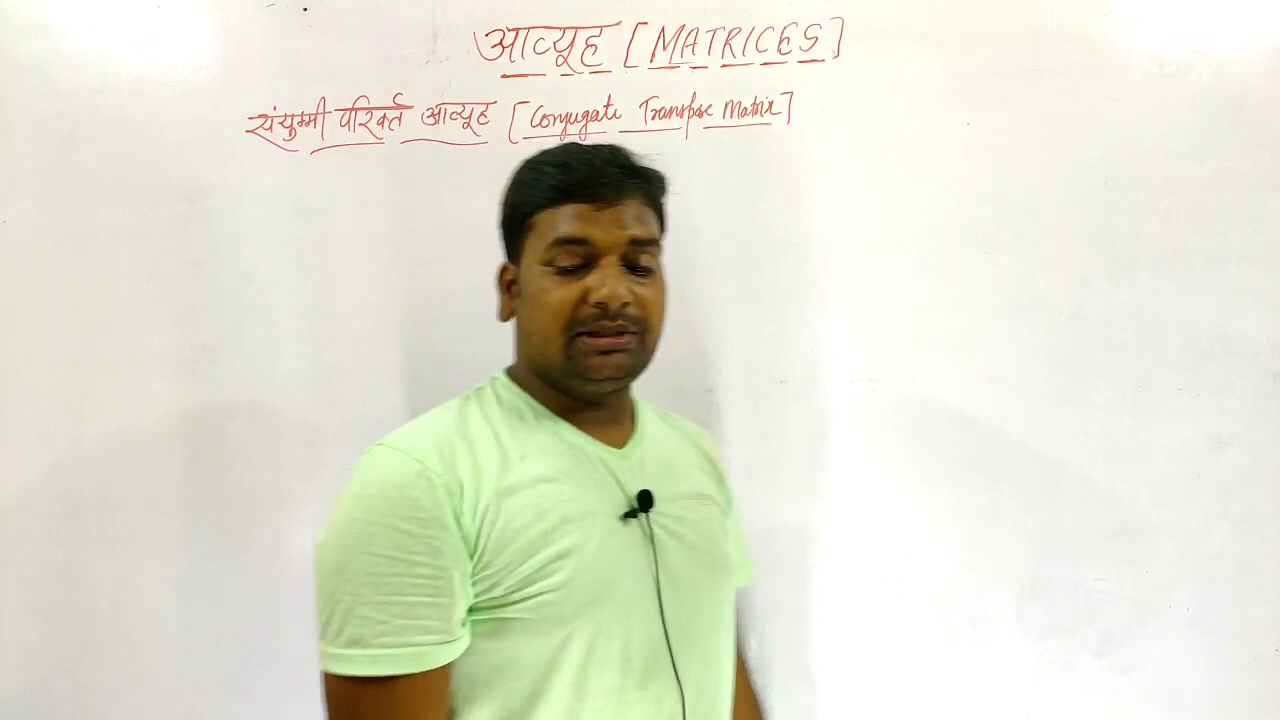 आव्यूह [MATRICES]
संयुग्मी परिवर्त आव्यूह [Conjugate Transpose Matrix]